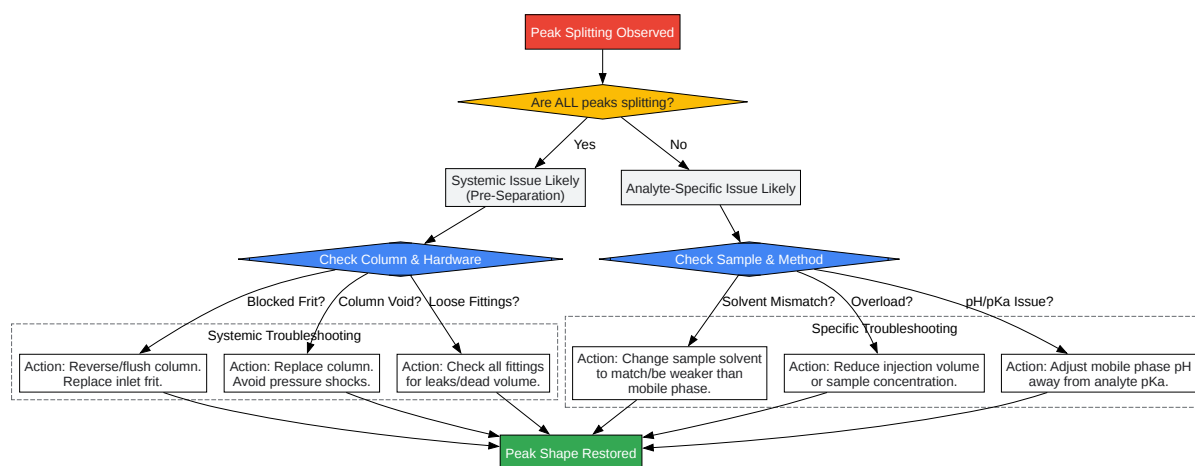 Peak Splitting Observed
Are ALL peaks splitting?
Yes
No
Systemic Issue Likely
(Pre-Separation)
Analyte-Specific Issue Likely
Check Column & Hardware
Check Sample & Method
Blocked Frit?
Column Void?
Loose Fittings?
Solvent Mismatch?
Overload?
pH/pKa Issue?
Systemic Troubleshooting
Specific Troubleshooting
Action: Reverse/flush column.
Replace inlet frit.
Action: Replace column.
Avoid pressure shocks.
Action: Check all fittings
for leaks/dead volume.
Action: Change sample solvent
to match/be weaker than
mobile phase.
Action: Reduce injection volume
or sample concentration.
Action: Adjust mobile phase pH
away from analyte pKa.
Peak Shape Restored